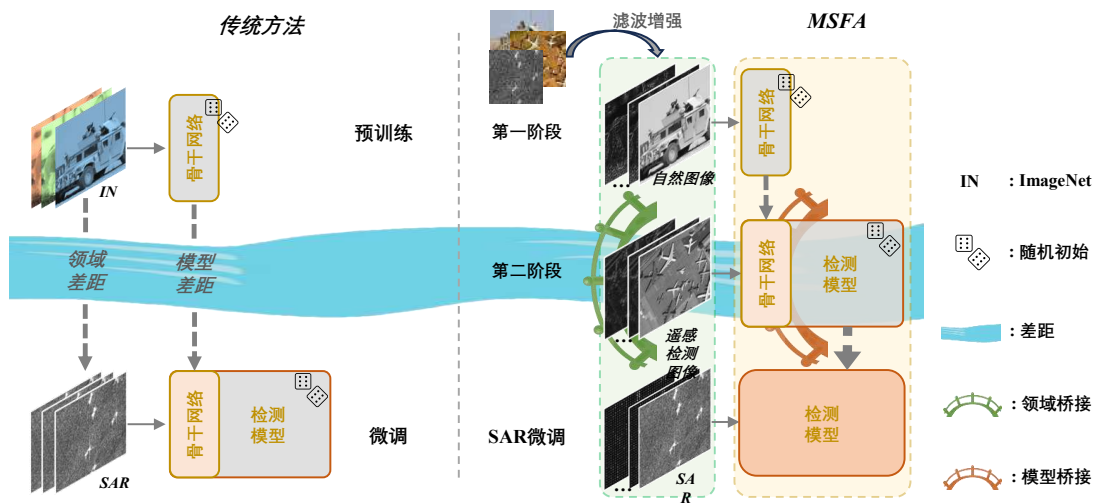 传统方法
滤波增强
MSFA
IN
骨干网络
预训练
第一阶段
自然图像
骨干网络
领域
差距
模型
差距
第二阶段
遥感
检测
图像
骨干网络
检测
模型
SAR
骨干网络
检测
模型
微调
SAR微调
SA
R
检测
模型
IN : ImageNet
: 随机初始
: 差距
: 领域桥接
: 模型桥接
...
...
...